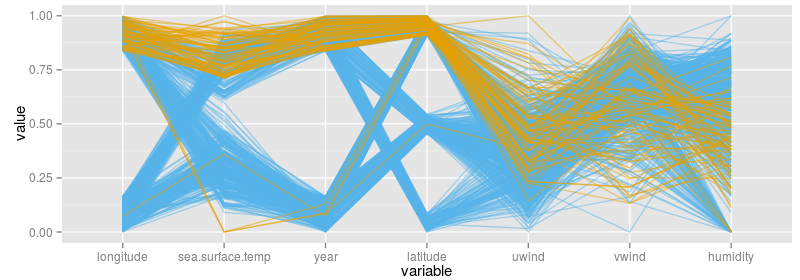 1.00
0.75
0.50
0.25
0.00
value
longitude sea.surface.temp year latitude uwind vwind humidity
variable